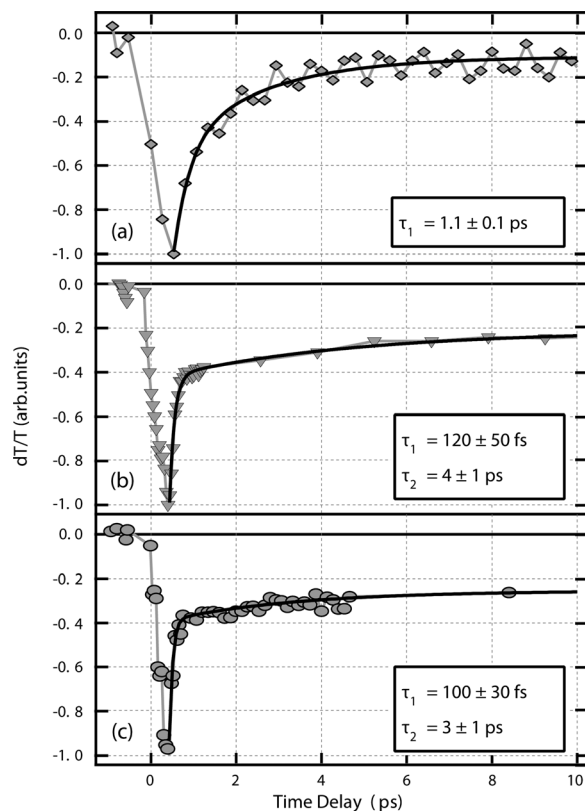 0.0
-0.2
-0.4
-0.6
-0.8
-1.0
(a)
τ1 = 1.1 ± 0.1 ps
0.0
-0.2
-0.4
-0.6
-0.8
-1.0
(b)
τ1 = 120 ± 50 fs
τ2 = 4 ± 1 ps
dT/T (arb.units)
0.0
-0.2
-0.4
-0.6
-0.8
-1.0
(c)
τ1 = 100 ± 30 fs
τ2 = 3 ± 1 ps
0 2 4 6 8 10
Time Delay (ps)